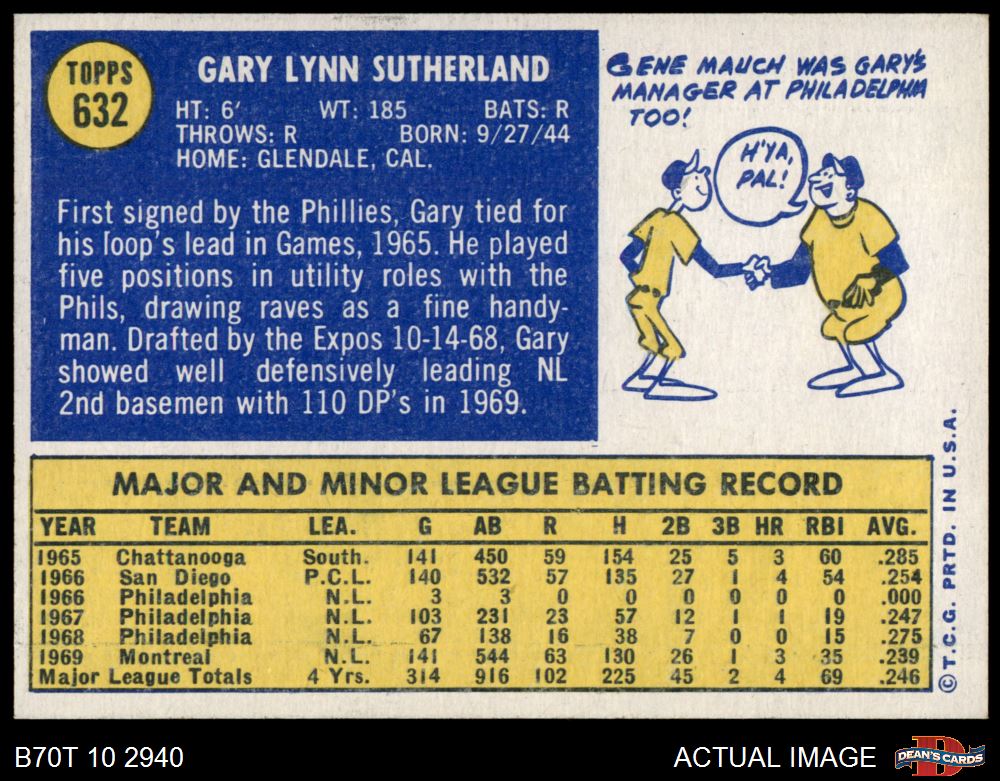 TOPPS
632
GARY LYNN SUTHERLAND
HT: 6' WT: 185 BATS: R
THROWS: R BORN: 9/27/44
HOME: GLENDALE, CAL.
First signed by the Phillies, Gary tied for
his loop's lead in Games, 1965. He played
five positions in utility roles with the
Phils, drawing raves as a fine handy-
man. Drafted by the Expos 10-14-68, Gary
showed well defensively leading NL
2nd basemen with 110 DP's in 1969.
GENE MAUCH WAS GARY'S
MANAGER AT PHILADELPHIA
TOO!
H'YA,
PAL!
MAJOR AND MINOR LEAGUE BATTING RECORD
YEAR TEAM LEA. G AB R H 2B 3B HR RBI AVG.
1965 Chattanooga South. 141 450 59 154 25 5 3 60 .285
1966 San Diego P.C.L. 140 532 57 135 27 1 4 54 .254
1966 Philadelphia N.L. 3 3 0 0 0 0 0 0 .000
1967 Philadelphia N.L. 103 231 23 57 12 1 1 19 .247
1968 Philadelphia N.L. 67 138 16 38 7 0 0 15 .275
1969 Montreal N.L. 141 544 63 130 26 1 3 35 .239
Major League Totals 4 Yrs. 314 916 102 225 45 2 4 69 .246
© T.C.G. PRTD. IN U.S.A.
B70T 10 2940
ACTUAL IMAGE
DEAN'S CARDS